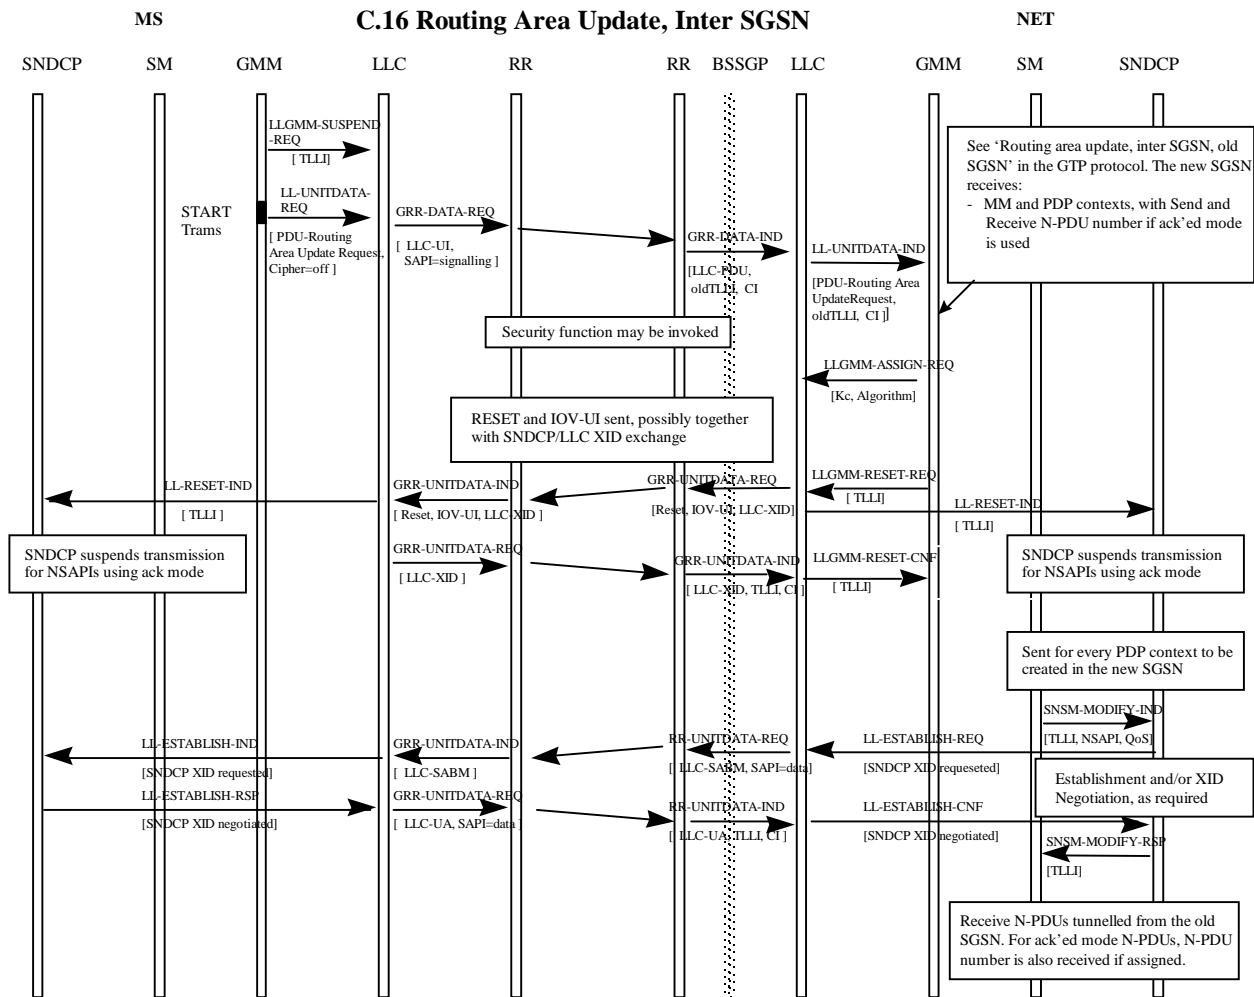 MS
C.16 Routing Area Update, Inter SGSN
NET
SNDCP SM GMM LLC RR RR BSSGP LLC GMM SM SNDCP
LLGMM-SUSPEND
-REQ
[ TLLI]
See ‘Routing area update, inter SGSN, old
SGSN’ in the GTP protocol. The new SGSN
receives:
- MM and PDP contexts, with Send and
Receive N-PDU number if ack’ed mode
is used
START
Trams
LL-UNITDATA-
REQ
[ PDU-Routing
Area Update Request,
Cipher=off ]
GRR-DATA-REQ
[ LLC-UI,
SAPI=signalling ]
GRR-DATA-IND
[LLC-PDU,
oldTLLI, CI
LL-UNITDATA-IND
[PDU-Routing Area
UpdateRequest,
oldTLLI, CI ]]
Security function may be invoked
LLGMM-ASSIGN-REQ
[Kc, Algorithm]
RESET and IOV-UI sent, possibly together
with SNDCP/LLC XID exchange
LL-RESET-IND
[ TLLI ]
GRR-UNITDATA-IND
[ Reset, IOV-UI, LLC-XID ]
GRR-UNITDATA-REQ
[Reset, IOV-UI, LLC-XID]
LLGMM-RESET-REQ
[ TLLI]
LL-RESET-IND
[ TLLI]
SNDCP suspends transmission
for NSAPIs using ack mode
GRR-UNITDATA-REQ
[ LLC-XID ]
GRR-UNITDATA-IND
[ LLC-XID, TLLI, CI ]
LLGMM-RESET-CNF
[ TLLI]
SNDCP suspends transmission
for NSAPIs using ack mode
Sent for every PDP context to be
created in the new SGSN
SNSM-MODIFY-IND
[TLLI, NSAPI, QoS]
LL-ESTABLISH-IND
[SNDCP XID requested]
GRR-UNITDATA-IND
[ LLC-SABM ]
RR-UNITDATA-REQ
[ LLC-SABM, SAPI=data]
LL-ESTABLISH-REQ
[SNDCP XID requeseted]
Establishment and/or XID
Negotiation, as required
LL-ESTABLISH-RSP
[SNDCP XID negotiated]
GRR-UNITDATA-REQ
[ LLC-UA, SAPI=data ]
RR-UNITDATA-IND
[ LLC-UA, TLLI, CI ]
LL-ESTABLISH-CNF
[SNDCP XID negotiated]
SNSM-MODIFY-RSP
[TLLI]
Receive N-PDUs tunnelled from the old
SGSN. For ack’ed mode N-PDUs, N-PDU
number is also received if assigned.